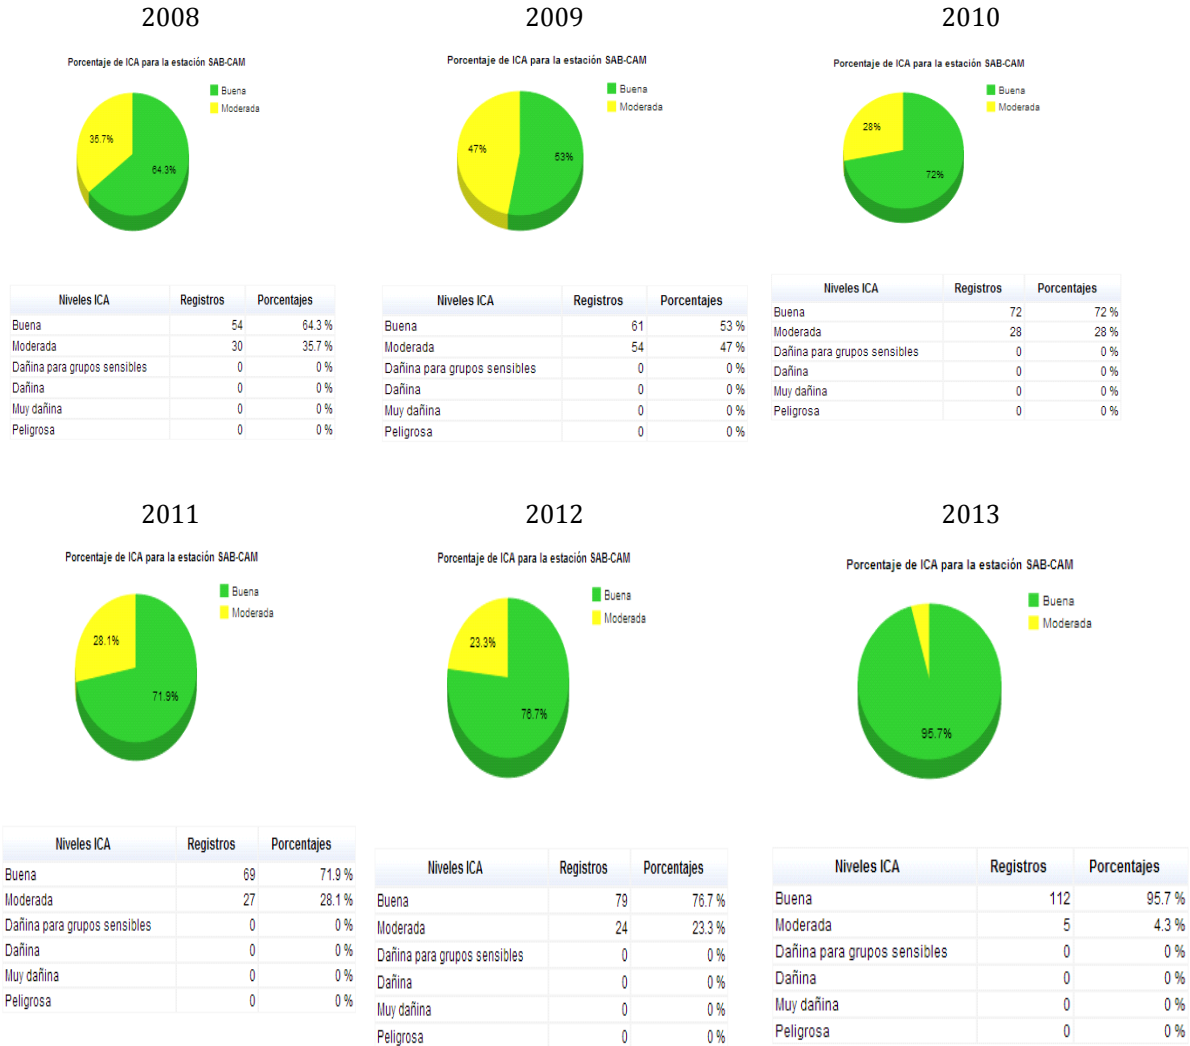 2008
Porcentaje de ICA para la estación SAB-CAM
Buena
Moderada
35.7%
64.3%
Niveles ICA Registros Porcentajes
Buena 54 64.3 %
Moderada 30 35.7 %
Dañina para grupos sensibles 0 0 %
Dañina 0 0 %
Muy dañina 0 0 %
Peligrosa 0 0 %
2009
Porcentaje de ICA para la estación SAB-CAM
Buena
Moderada
47%
53%
Niveles ICA Registros Porcentajes
Buena 61 53 %
Moderada 54 47 %
Dañina para grupos sensibles 0 0 %
Dañina 0 0 %
Muy dañina 0 0 %
Peligrosa 0 0 %
2010
Porcentaje de ICA para la estación SAB-CAM
Buena
Moderada
28%
72%
Niveles ICA Registros Porcentajes
Buena 72 72 %
Moderada 28 28 %
Dañina para grupos sensibles 0 0 %
Dañina 0 0 %
Muy dañina 0 0 %
Peligrosa 0 0 %
2011
Porcentaje de ICA para la estación SAB-CAM
Buena
Moderada
28.1%
71.9%
Niveles ICA Registros Porcentajes
Buena 69 71.9 %
Moderada 27 28.1 %
Dañina para grupos sensibles 0 0 %
Dañina 0 0 %
Muy dañina 0 0 %
Peligrosa 0 0 %
2012
Porcentaje de ICA para la estación SAB-CAM
Buena
Moderada
23.3%
76.7%
Niveles ICA Registros Porcentajes
Buena 79 76.7 %
Moderada 24 23.3 %
Dañina para grupos sensibles 0 0 %
Dañina 0 0 %
Muy dañina 0 0 %
Peligrosa 0 0 %
2013
Porcentaje de ICA para la estación SAB-CAM
Buena
Moderada
95.7%
Niveles ICA Registros Porcentajes
Buena 112 95.7 %
Moderada 5 4.3 %
Dañina para grupos sensibles 0 0 %
Dañina 0 0 %
Muy dañina 0 0 %
Peligrosa 0 0 %